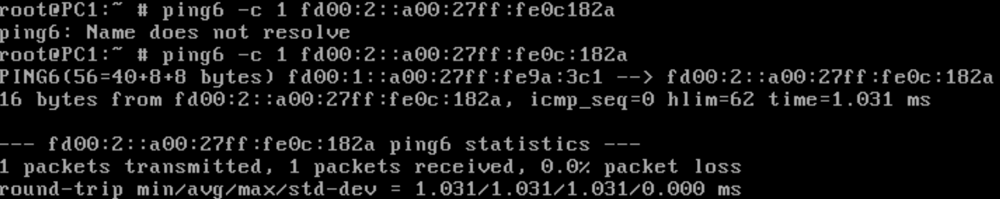 root@PC1:~ # ping6 -c 1 fd00:2::a00:27ff:fe0c182a
ping6: Name does not resolve
root@PC1:~ # ping6 -c 1 fd00:2::a00:27ff:fe0c:182a
PING6(56=40+8+8 bytes) fd00:1::a00:27ff:fe9a:3c1 --> fd00:2::a00:27ff:fe0c:182a
16 bytes from fd00:2::a00:27ff:fe0c:182a, icmp_seq=0 hlim=62 time=1.031 ms
--- fd00:2::a00:27ff:fe0c:182a ping6 statistics ---
1 packets transmitted, 1 packets received, 0.0% packet loss
round-trip min/avg/max/std-dev = 1.031/1.031/1.031/0.000 ms